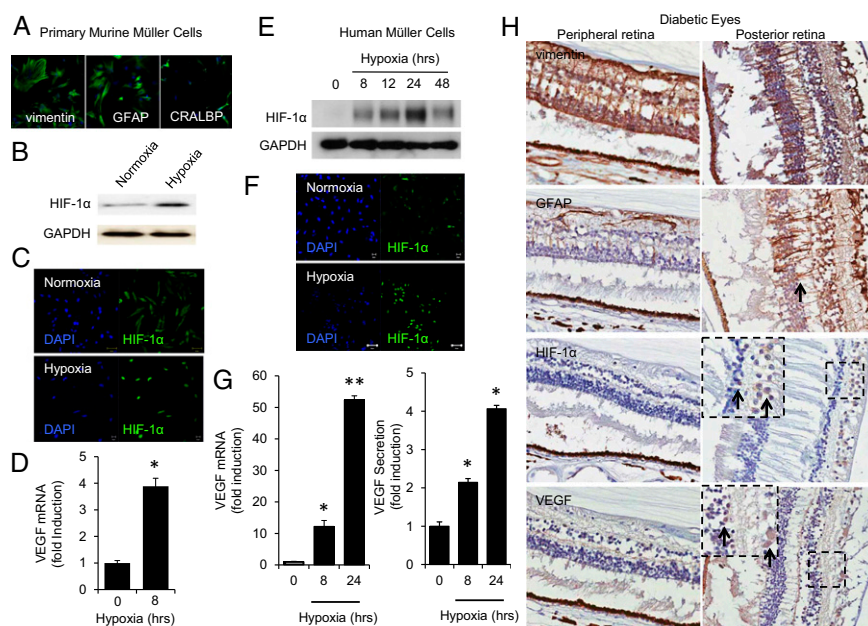 A
Primary Murine Müller Cells
vimentin
GFAP
CRALBP
B
Normoxia
Hypoxia
HIF-1α
GAPDH
C
Normoxia
DAPI
HIF-1α
Hypoxia
DAPI
HIF-1α
D
VEGF mRNA
(fold Induction)
5
4
3
2
1
0
*
0
8
Hypoxia (hrs)
E
Human Müller Cells
Hypoxia (hrs)
0 8 12 24 48
HIF-1α
GAPDH
F
Normoxia
DAPI
HIF-1α
Hypoxia
DAPI
HIF-1α
G
VEGF mRNA
(fold induction)
60
50
40
30
20
10
0
*
**
0 8 24
Hypoxia (hrs)
VEGF Secretion
(fold induction)
5
4
3
2
1
0
*
*
0 8 24
Hypoxia (hrs)
H
Diabetic Eyes
Peripheral retina
Posterior retina
vimentin
GFAP
HIF-1α
VEGF